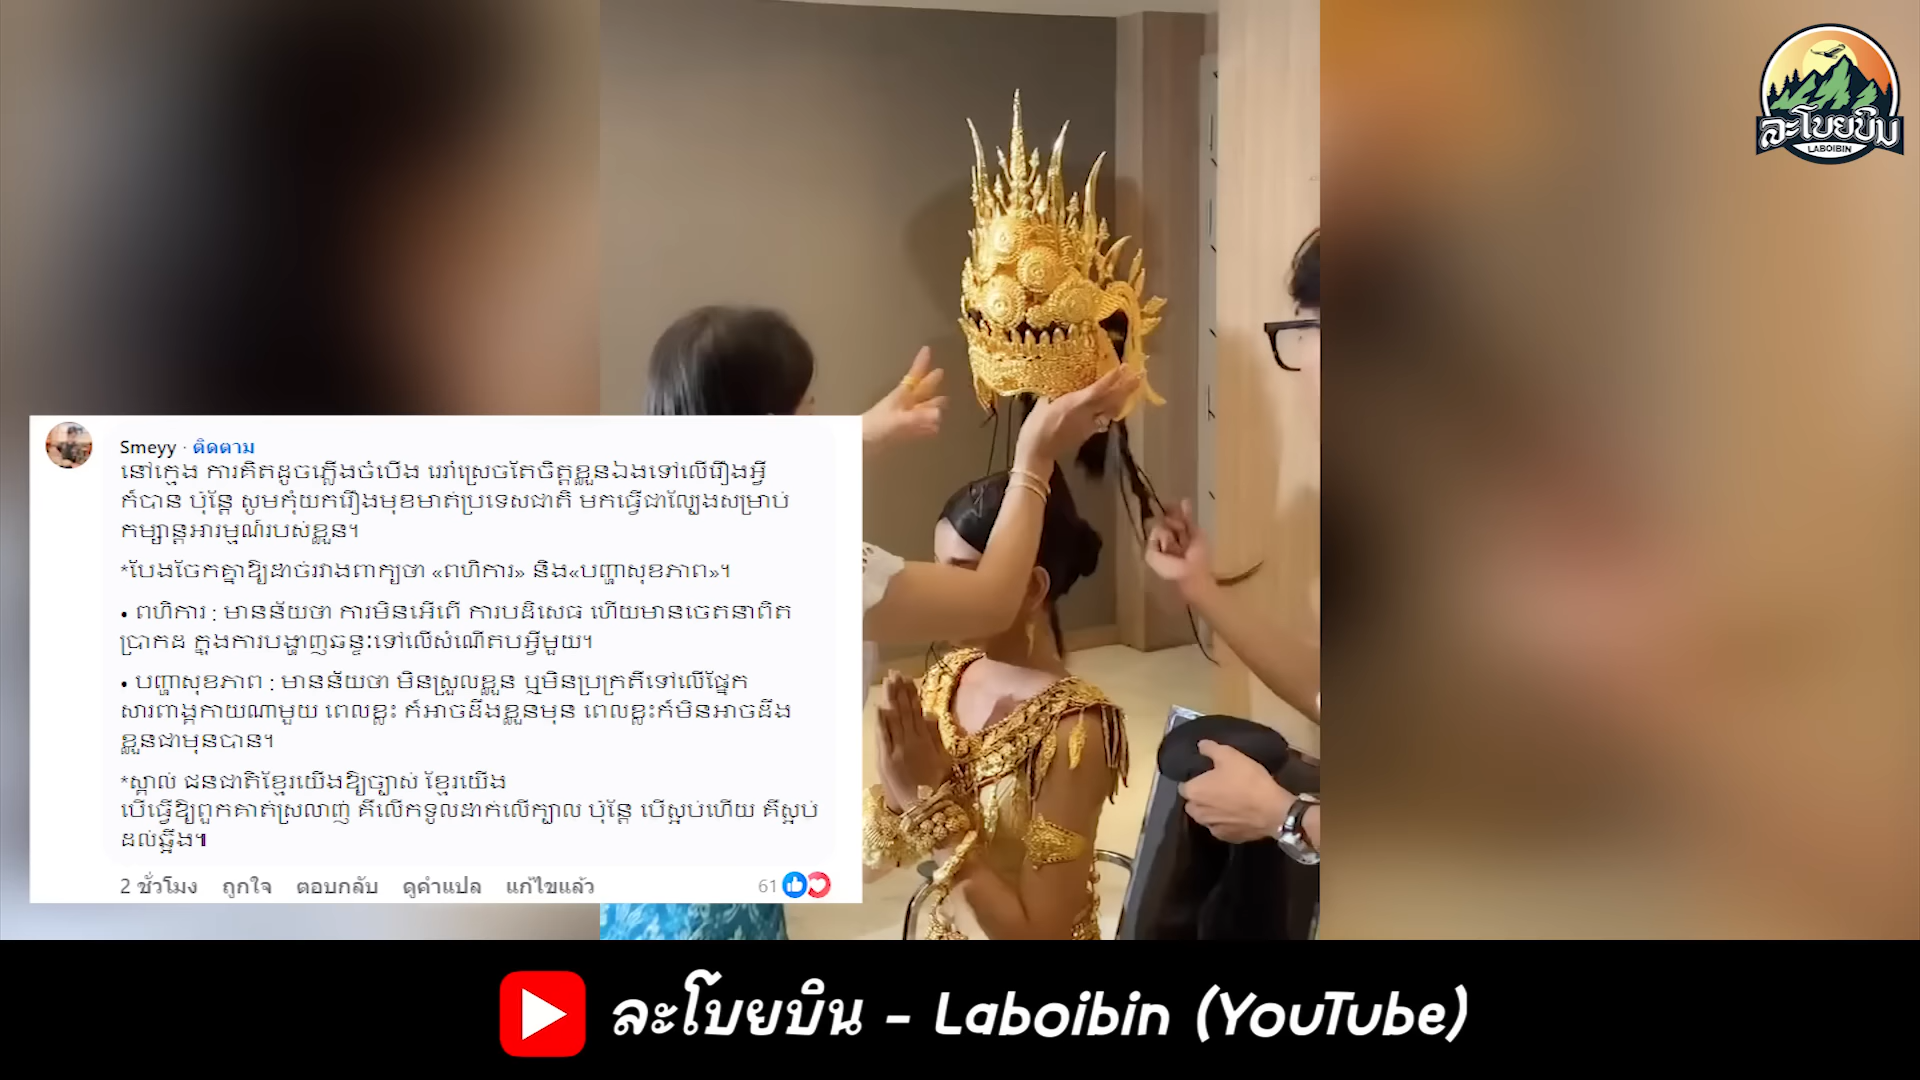 ละโบยบิน
LABOIBIN
Smeyy · ติดตาม
នៅក្មេង ការគិតដូចភ្លើងចំបើង រេរាំស្រេចតែចិត្តខ្លួនឯងទៅលើរឿងអ្វី
ក៏បាន ប៉ុន្តែ សូមកុំយករឿងមុខមាត់ប្រទេសជាតិ មកធ្វើជាល្បែងសម្រាប់
កម្សាន្តអារម្មណ៍របស់ខ្លួន។
*បែងចែកគ្នាឱ្យដាច់រវាងពាក្យថា «ពហិការ» និង«បញ្ហាសុខភាព»។
• ពហិការ : មានន័យថា ការមិនអើពើ ការបដិសេធ ហើយមានចេតនាពិត
ប្រាកដ ក្នុងការបង្ហាញឆន្ទៈទៅលើសំណើតបអ្វីមួយ។
• បញ្ហាសុខភាព : មានន័យថា មិនស្រួលខ្លួន ឬមិនប្រក្រតីទៅលើផ្នែក
សារពាង្គកាយណាមួយ ពេលខ្លះ ក៏អាចដឹងខ្លួនមុន ពេលខ្លះក៏មិនអាចដឹង
ខ្លួនជាមុនបាន។
*ស្គាល់ ជនជាតិខ្មែរយើងឱ្យច្បាស់ ខ្មែរយើង
បើធ្វើឱ្យពួកគាត់ស្រលាញ់ គឺលើកទូលដាក់លើក្បាល ប៉ុន្តែ បើស្អប់ហើយ គឺស្អប់
ដល់ឆ្អឹង៕
2 ชั่วโมง ถูกใจ ตอบกลับ ดูคำแปล แก้ไขแล้ว 61
ละโบยบิน - Laboibin (YouTube)